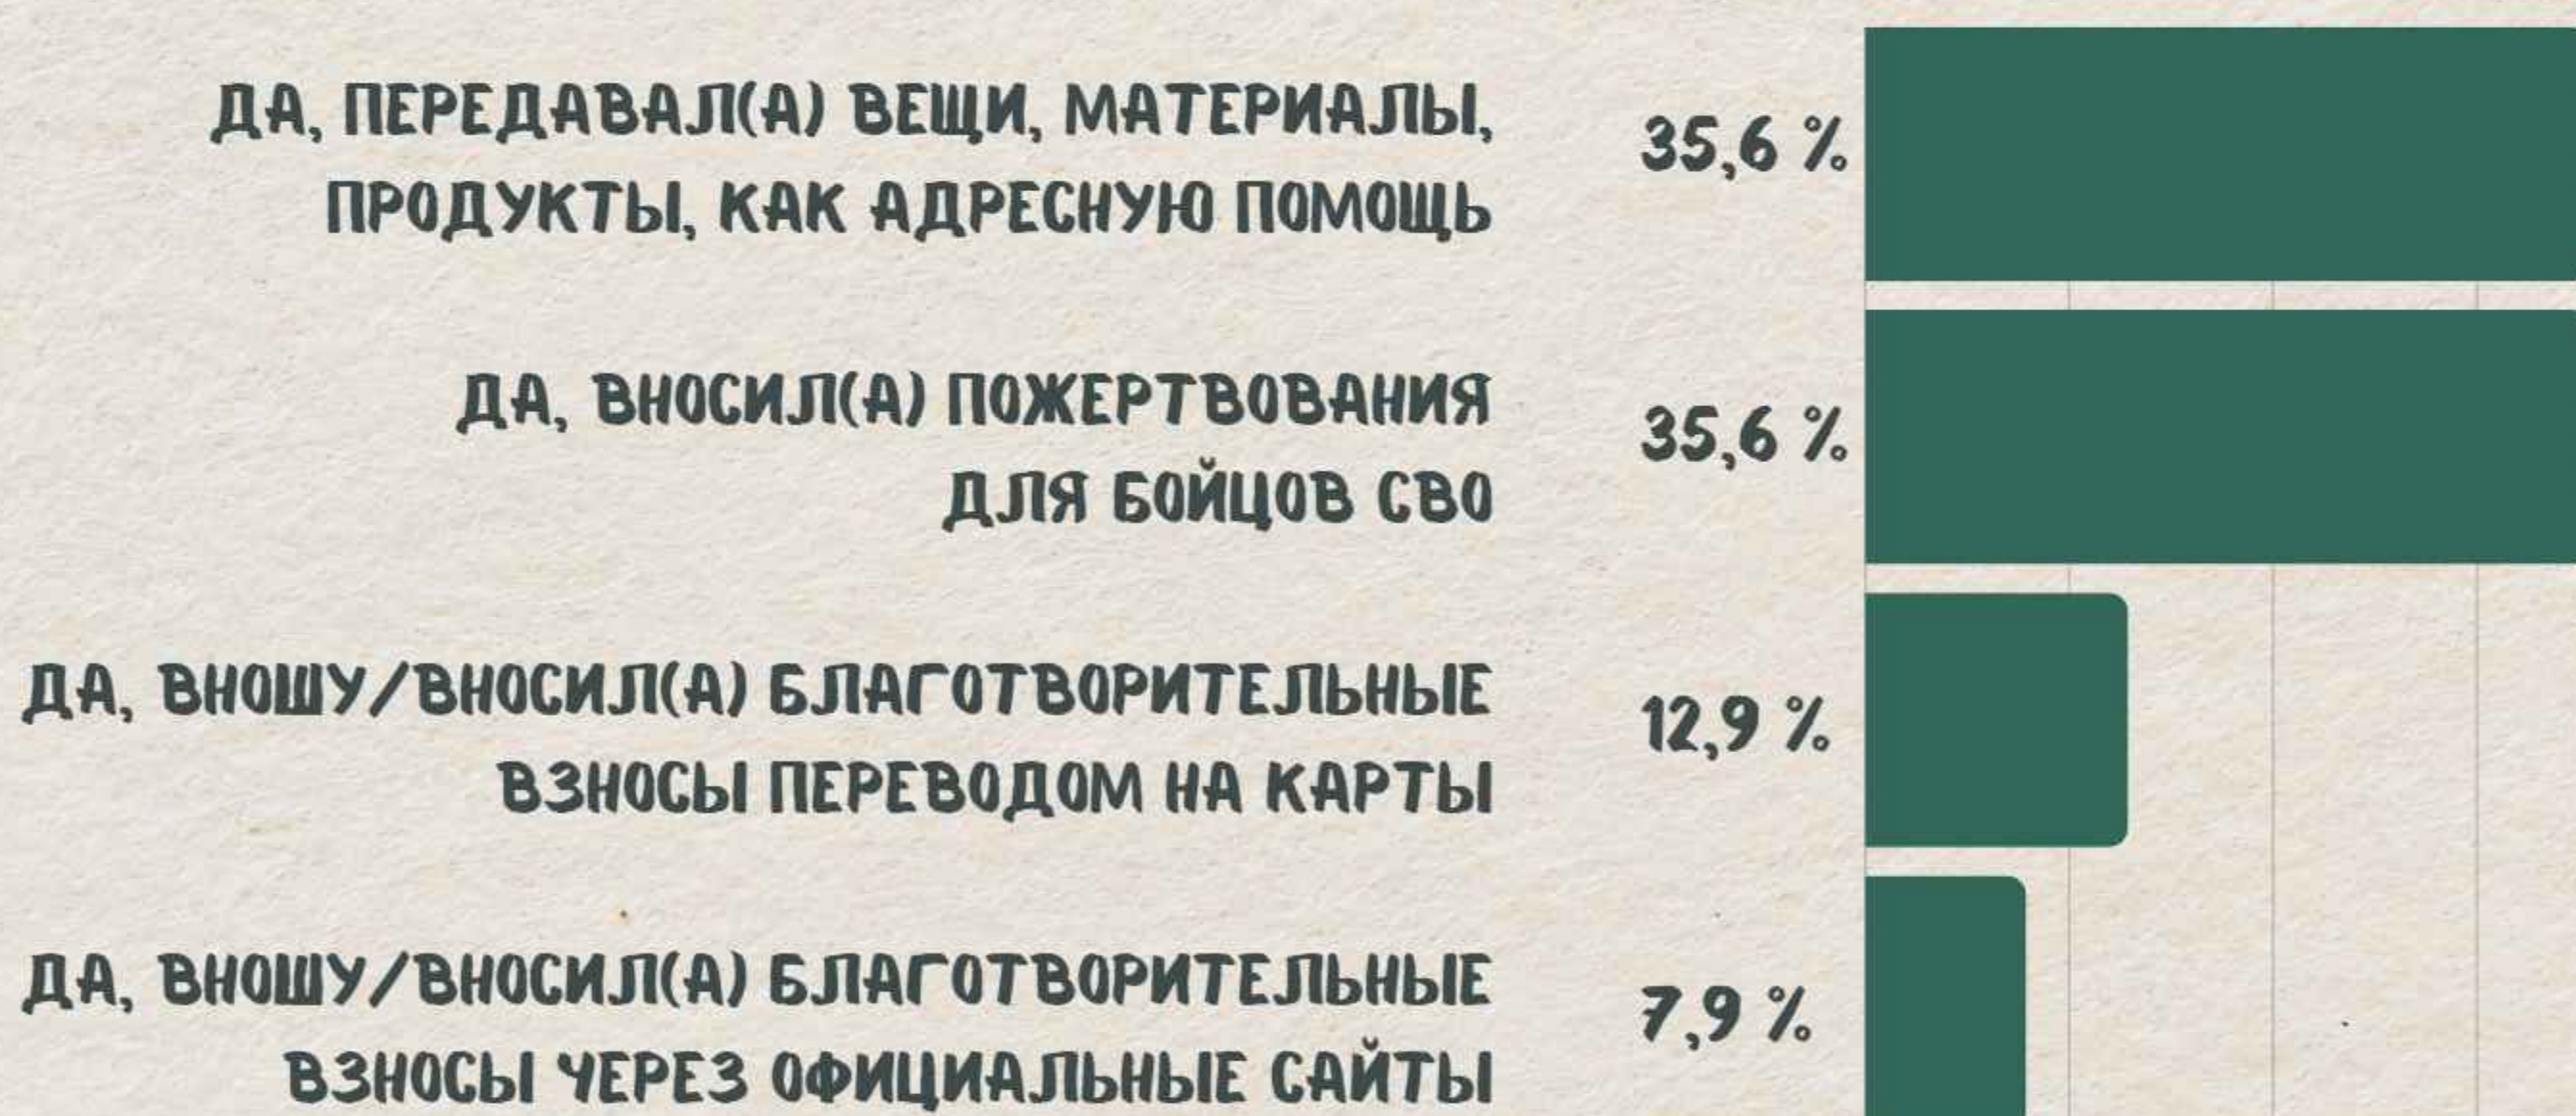 ДА, ПЕРЕДАВАЛ(А) ВЕЩИ, МАТЕРИАЛЫ,
ПРОДУКТЫ, КАК АДРЕСНУЮ ПОМОЩЬ
35,6 %
ДА, ВНОСИЛ(А) ПОЖЕРТВОВАНИЯ
ДЛЯ БОЙЦОВ СВО
35,6 %
ДА, ВНОШУ/ВНОСИЛ(А) БЛАГОТВОРИТЕЛЬНЫЕ
ВЗНОСЫ ПЕРЕВОДОМ НА КАРТЫ
12,9 %
ДА, ВНОШУ/ВНОСИЛ(А) БЛАГОТВОРИТЕЛЬНЫЕ
ВЗНОСЫ ЧЕРЕЗ ОФИЦИАЛЬНЫЕ САЙТЫ
7,9 %